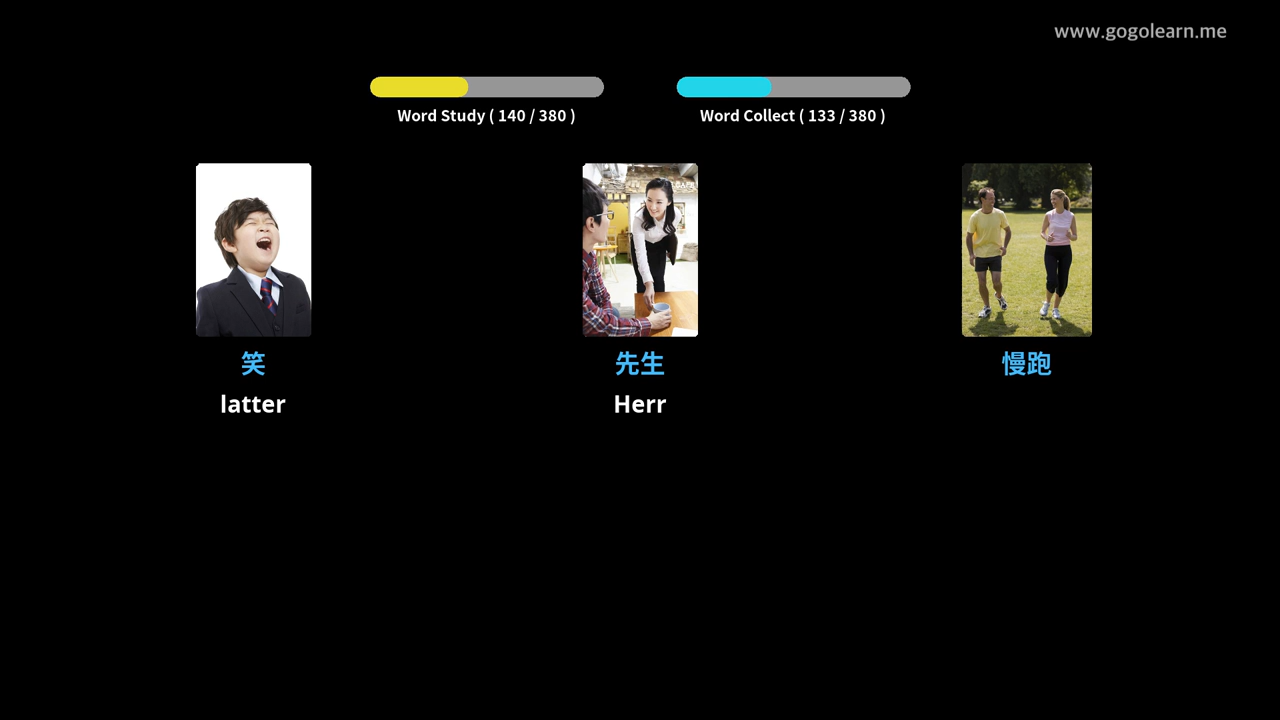 www.gogolearn.me
Word Study ( 140 / 380 )
Word Collect ( 133 / 380 )
笑
先生
慢跑
latter
Herr